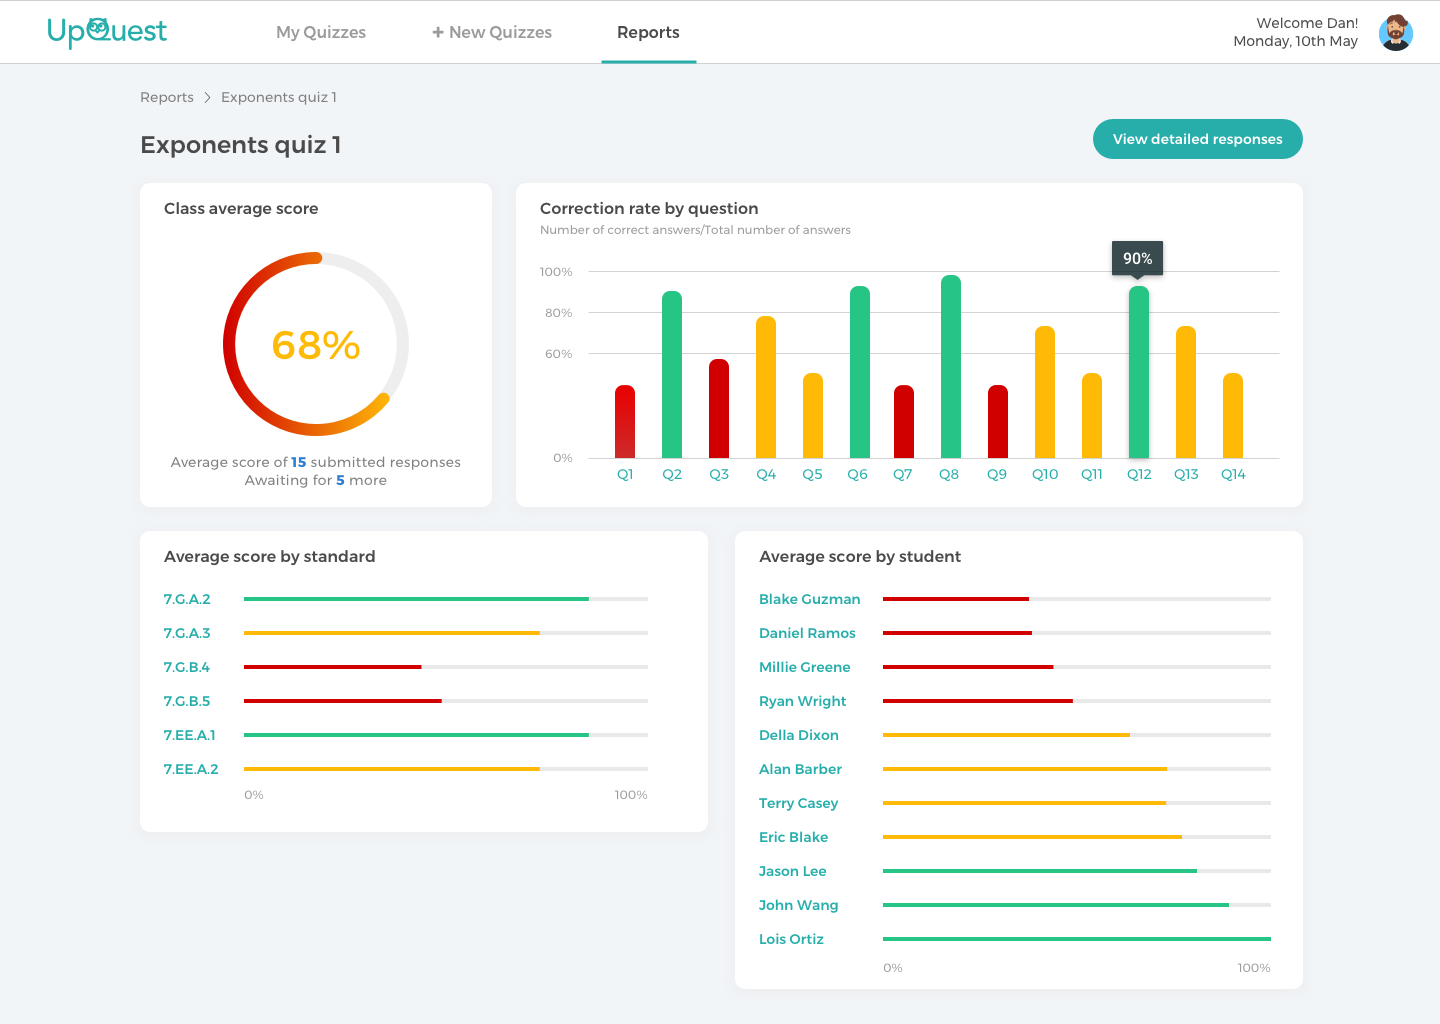 UpQuest
My Quizzes
+ New Quizzes
Reports
Welcome Dan!
Monday, 10th May
Reports > Exponents quiz 1
Exponents quiz 1
View detailed responses
Class average score
68%
Average score of 15 submitted responses
Awaiting for 5 more
Correction rate by question
Number of correct answers/Total number of answers
90%
100%
80%
60%
0%
Q1 Q2 Q3 Q4 Q5 Q6 Q7 Q8 Q9 Q10 Q11 Q12 Q13 Q14
Average score by standard
7.G.A.2
7.G.A.3
7.G.B.4
7.G.B.5
7.EE.A.1
7.EE.A.2
0% 100%
Average score by student
Blake Guzman
Daniel Ramos
Millie Greene
Ryan Wright
Della Dixon
Alan Barber
Terry Casey
Eric Blake
Jason Lee
John Wang
Lois Ortiz
0% 100%